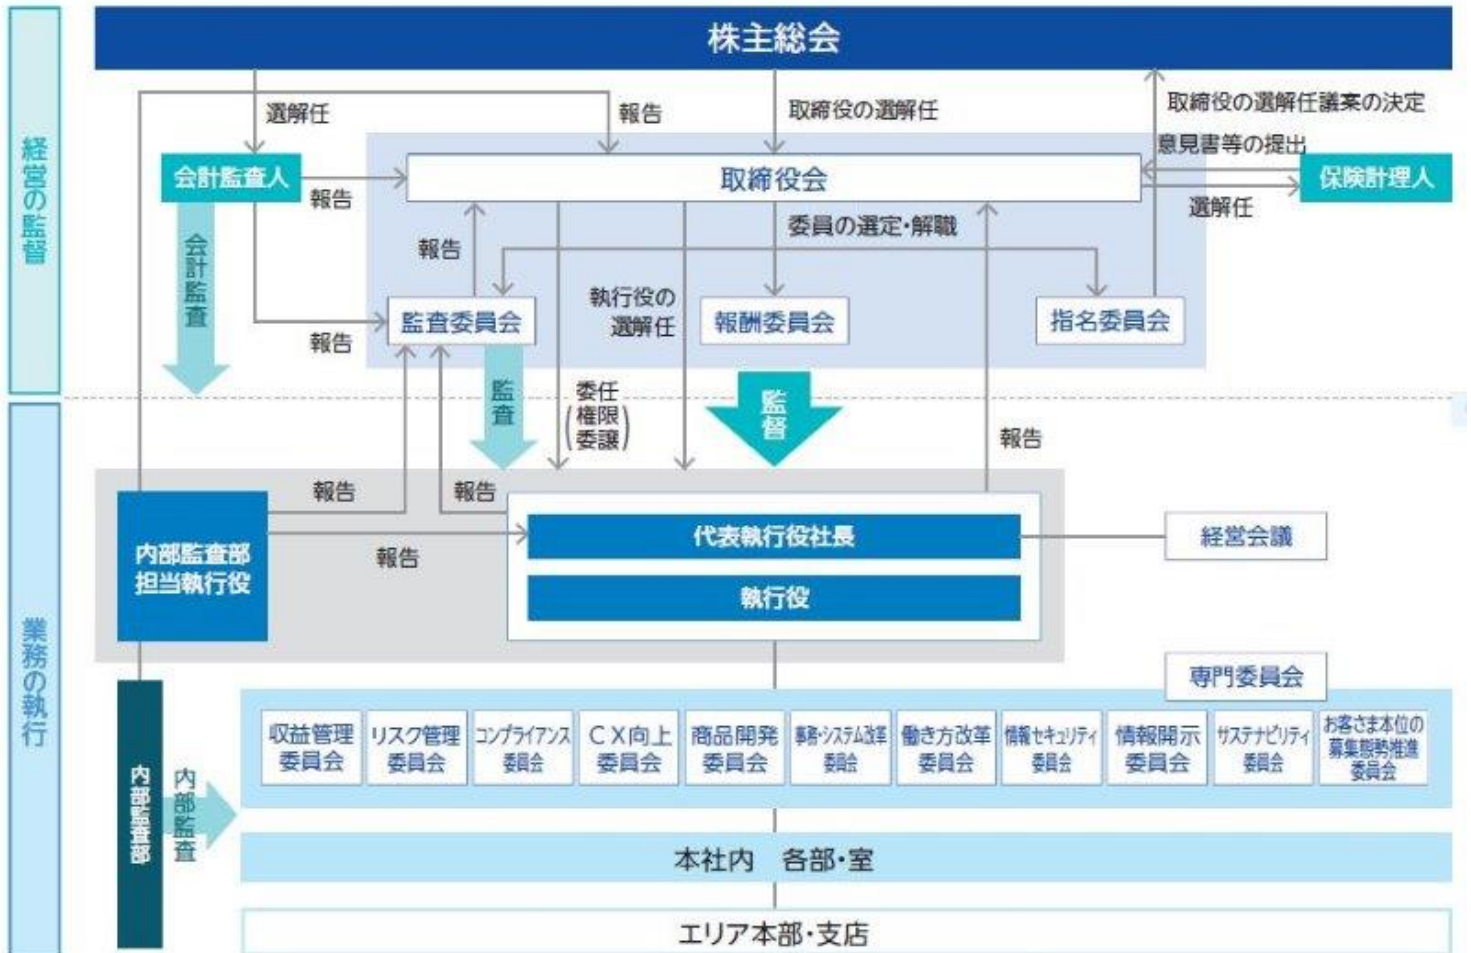 経営の監督
株主総会
選解任
報告
取締役の選解任
取締役の選解任議案の決定
意見書等の提出
会計監査人
取締役会
保険計理人
報告
選解任
会計監査
報告
委員の選定・解職
執行役の
選解任
監査委員会
報酬委員会
指名委員会
報告
監査
委任
(権限
委譲)
監督
報告
業務の執行
報告
報告
内部監査部
担当執行役
報告
代表執行役社長
執行役
経営会議
専門委員会
収益管理
委員会
リスク管理
委員会
コンプライアンス
委員会
CX向上
委員会
商品開発
委員会
事務・システム改革
委員会
働き方改革
委員会
情報セキュリティ
委員会
情報開示
委員会
サステナビリティ
委員会
お客さま本位の
募集態勢推進
委員会
内部監査部
内部監査
本社内　各部・室
エリア本部・支店